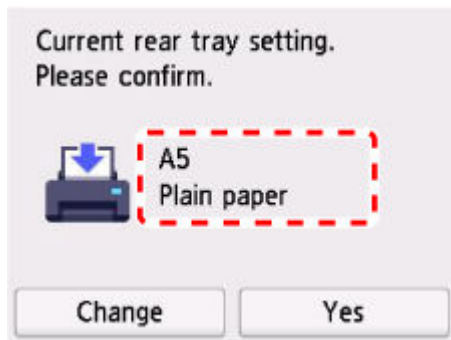 Current rear tray setting.
Please confirm.
A5
Plain paper
Change
Yes